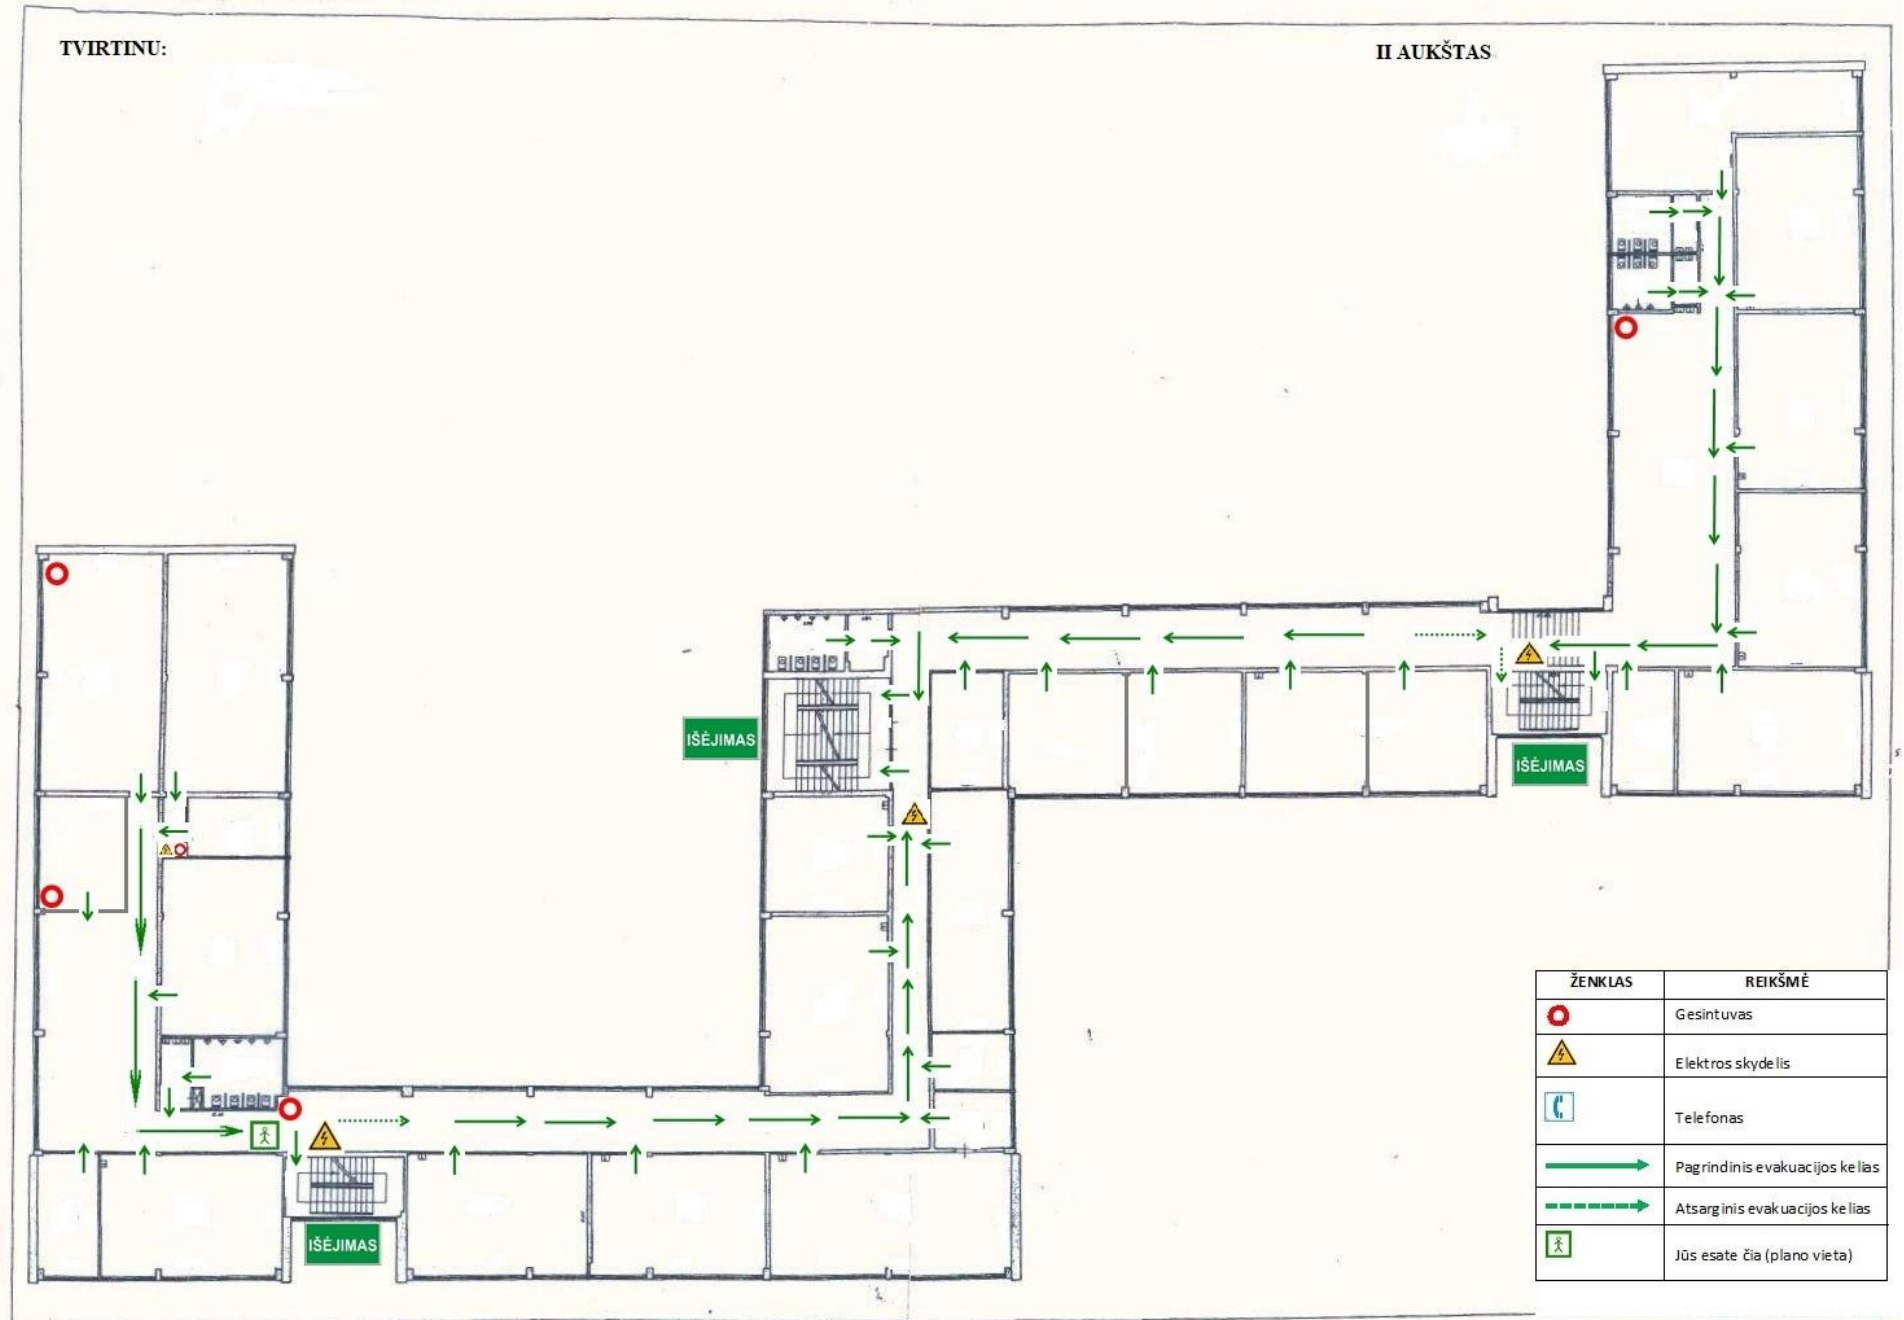 TVIRTINU:
II AUKŠTAS
IŠĖJIMAS
IŠĖJIMAS
IŠĖJIMAS
ŽENKLAS REIKŠMĖ
Gesintuvas
Elektros skydelis
Telefonas
Pagrindinis evakuacijos kelias
Atsarginis evakuacijos kelias
Jūs esate čia (plano vieta)